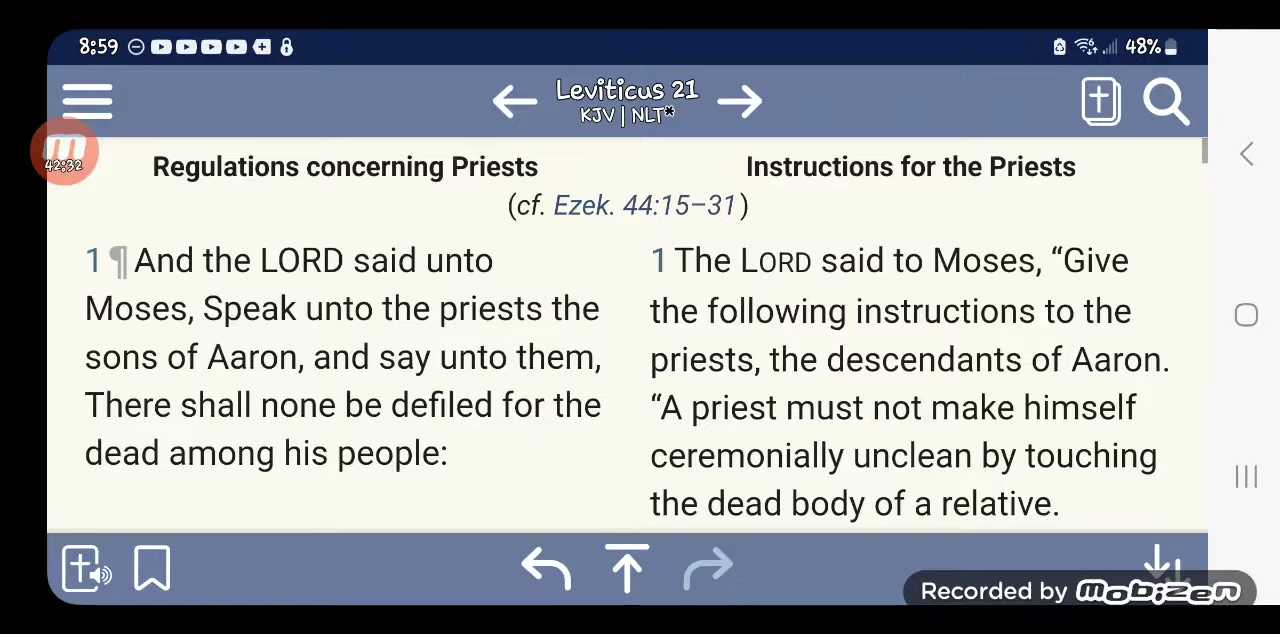 8:59 48%
Leviticus 21
KJV | NLT*
42:32
Regulations concerning Priests
Instructions for the Priests
(cf. Ezek. 44:15–31)
1 ¶ And the LORD said unto
Moses, Speak unto the priests the
sons of Aaron, and say unto them,
There shall none be defiled for the
dead among his people:
1 The LORD said to Moses, “Give
the following instructions to the
priests, the descendants of Aaron.
“A priest must not make himself
ceremonially unclean by touching
the dead body of a relative.
Recorded by mobizen